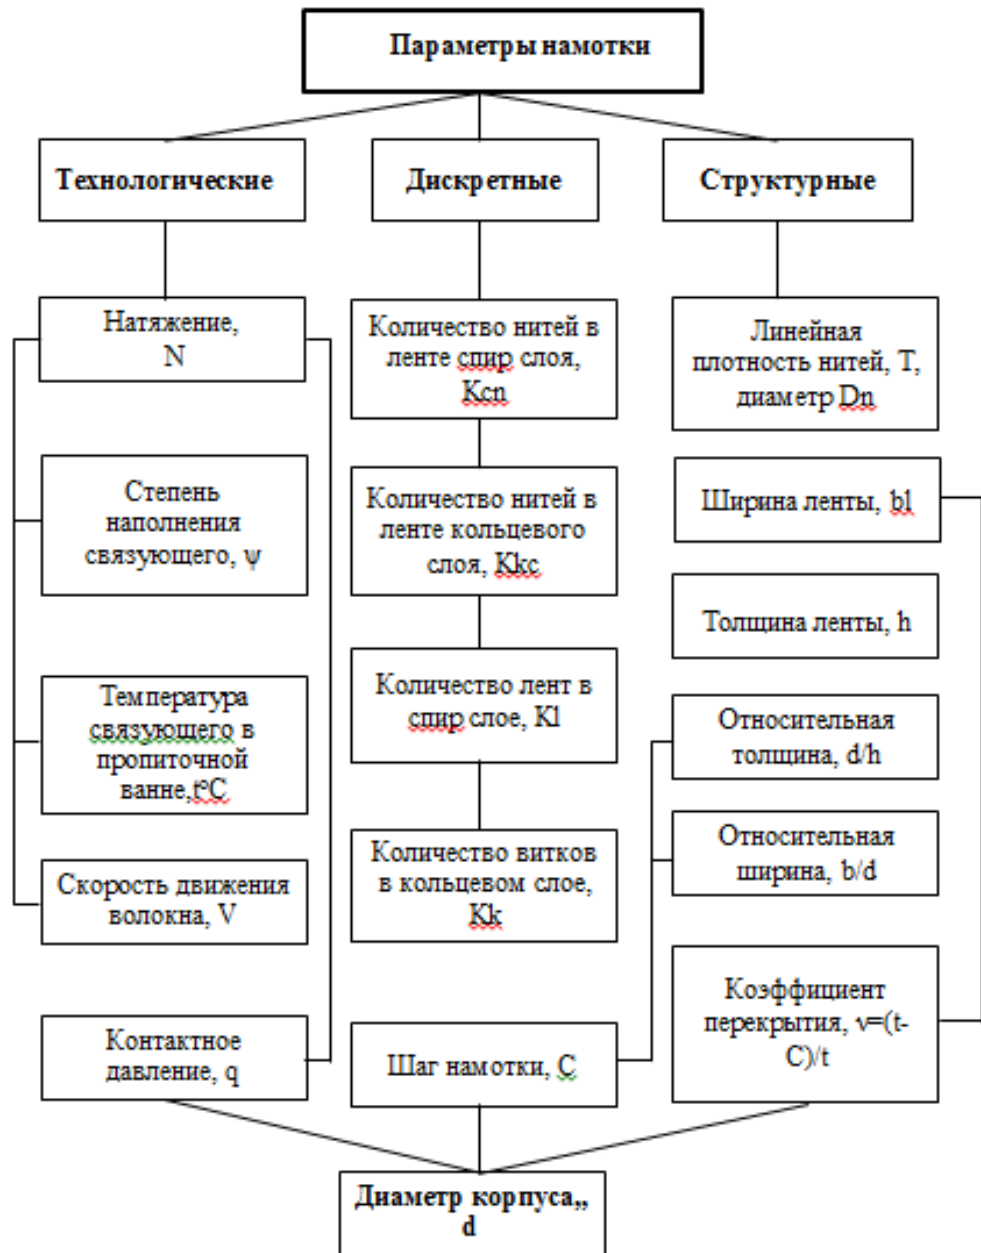 Параметры намотки
Технологические
Дискретные
Структурные
Натяжение,
N
Количество нитей в
ленте спир слоя,
Kcn
Линейная
плотность нитей, T,
диаметр Dn
Степень
наполнения
связующего, ψ
Количество нитей в
ленте кольцевого
слоя, Kkc
Ширина ленты, bl
Толщина ленты, h
Температура
связующего в
пропиточной
ванне,t°C
Количество лент в
спир слое, Kl
Относительная
толщина, d/h
Скорость движения
волокна, V
Количество витков
в кольцевом слое,
Kk
Относительная
ширина, b/d
Контактное
давление, q
Шаг намотки, C
Коэффициент
перекрытия, ν=(t-
C)/t
Диаметр корпуса,,
d